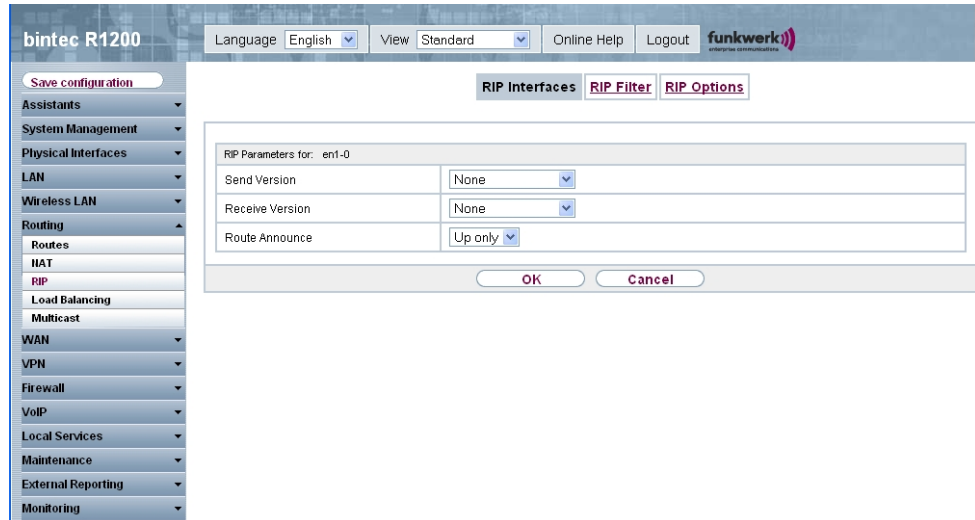 bintec R1200
Language English View Standard Online Help Logout funkwerk
enterprise communications
Save configuration
Assistants
System Management
Physical Interfaces
LAN
Wireless LAN
Routing
Routes
NAT
RIP
Load Balancing
Multicast
WAN
VPN
Firewall
VoIP
Local Services
Maintenance
External Reporting
Monitoring
RIP Interfaces RIP Filter RIP Options
RIP Parameters for: en1-0
Send Version None
Receive Version None
Route Announce Up only
OK Cancel